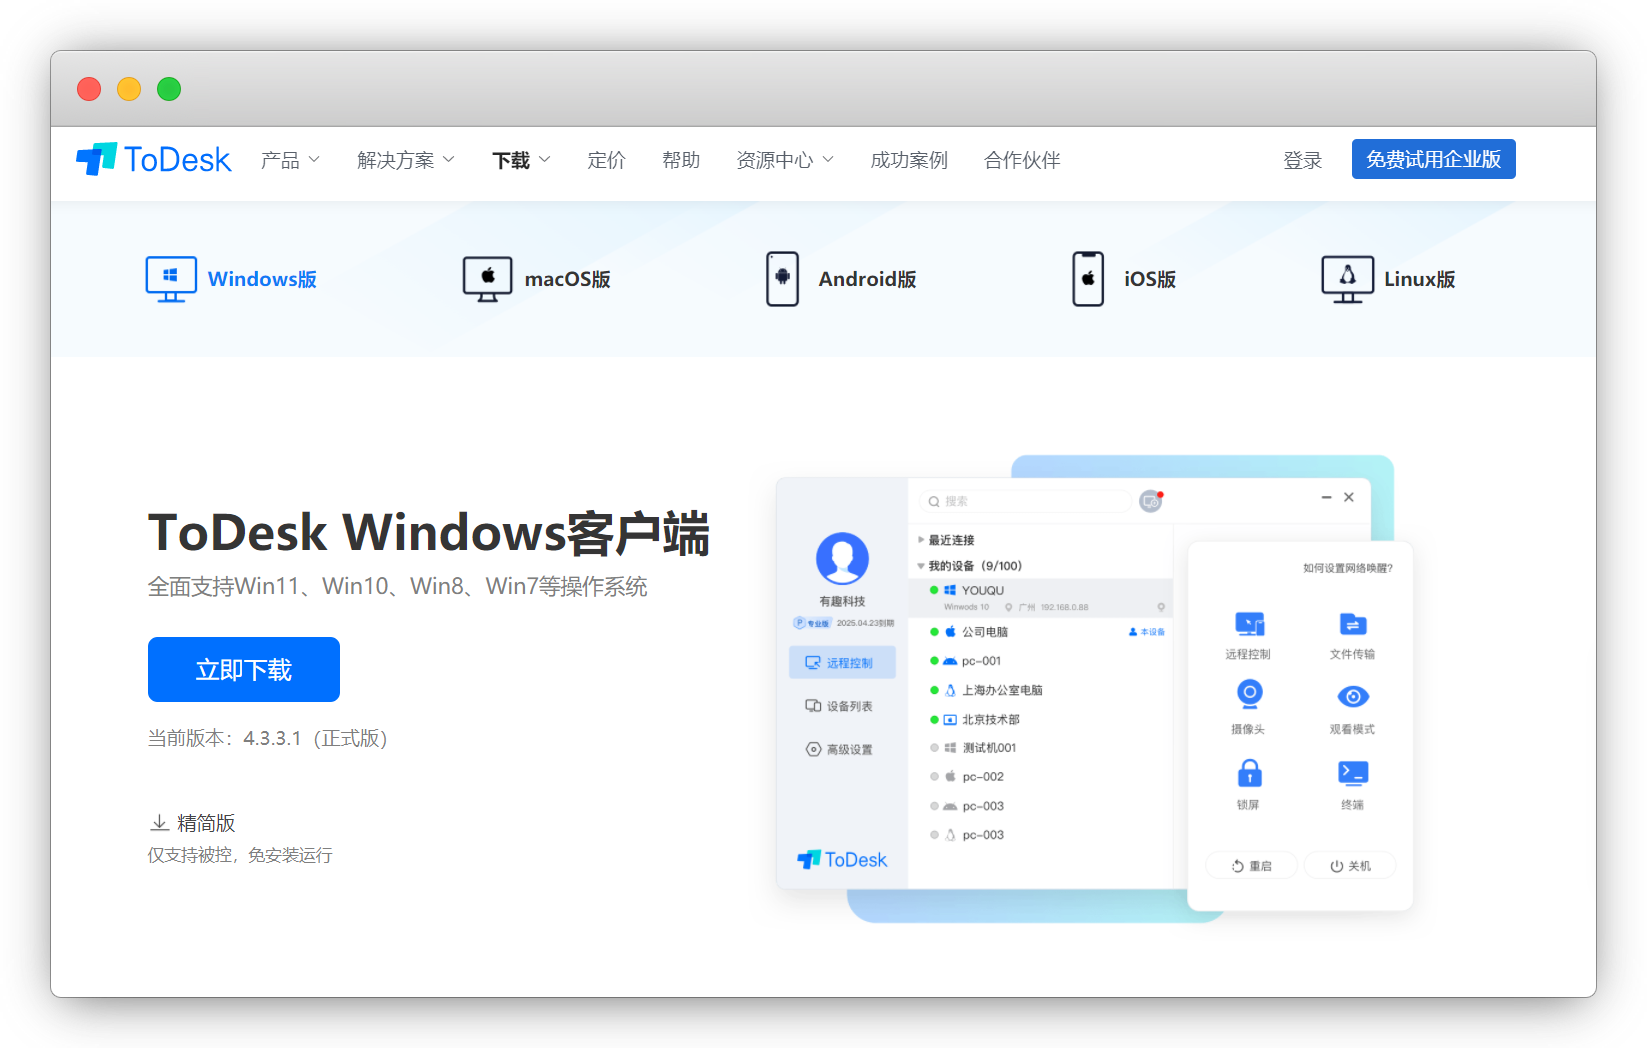 ToDesk 产品 解决方案 下载 定价 帮助 资源中心 成功案例 合作伙伴 登录 免费试用企业版
Windows版 macOS版 Android版 iOS版 Linux版
ToDesk Windows客户端
全面支持Win11、Win10、Win8、Win7等操作系统
立即下载
当前版本：4.3.3.1（正式版）
精简版
仅支持被控，免安装运行
有趣科技
P 专业版 2025.04.23到期
远程控制
设备列表
高级设置
ToDesk
搜索
最近连接
我的设备（9/100）
YOUQU
Winwods 10 广州 192.168.0.88
公司电脑 本设备
pc-001
上海办公室电脑
北京技术部
测试机001
pc-002
pc-003
pc-003
如何设置网络唤醒?
远程控制 文件传输
摄像头 观看模式
锁屏 终端
重启 关机